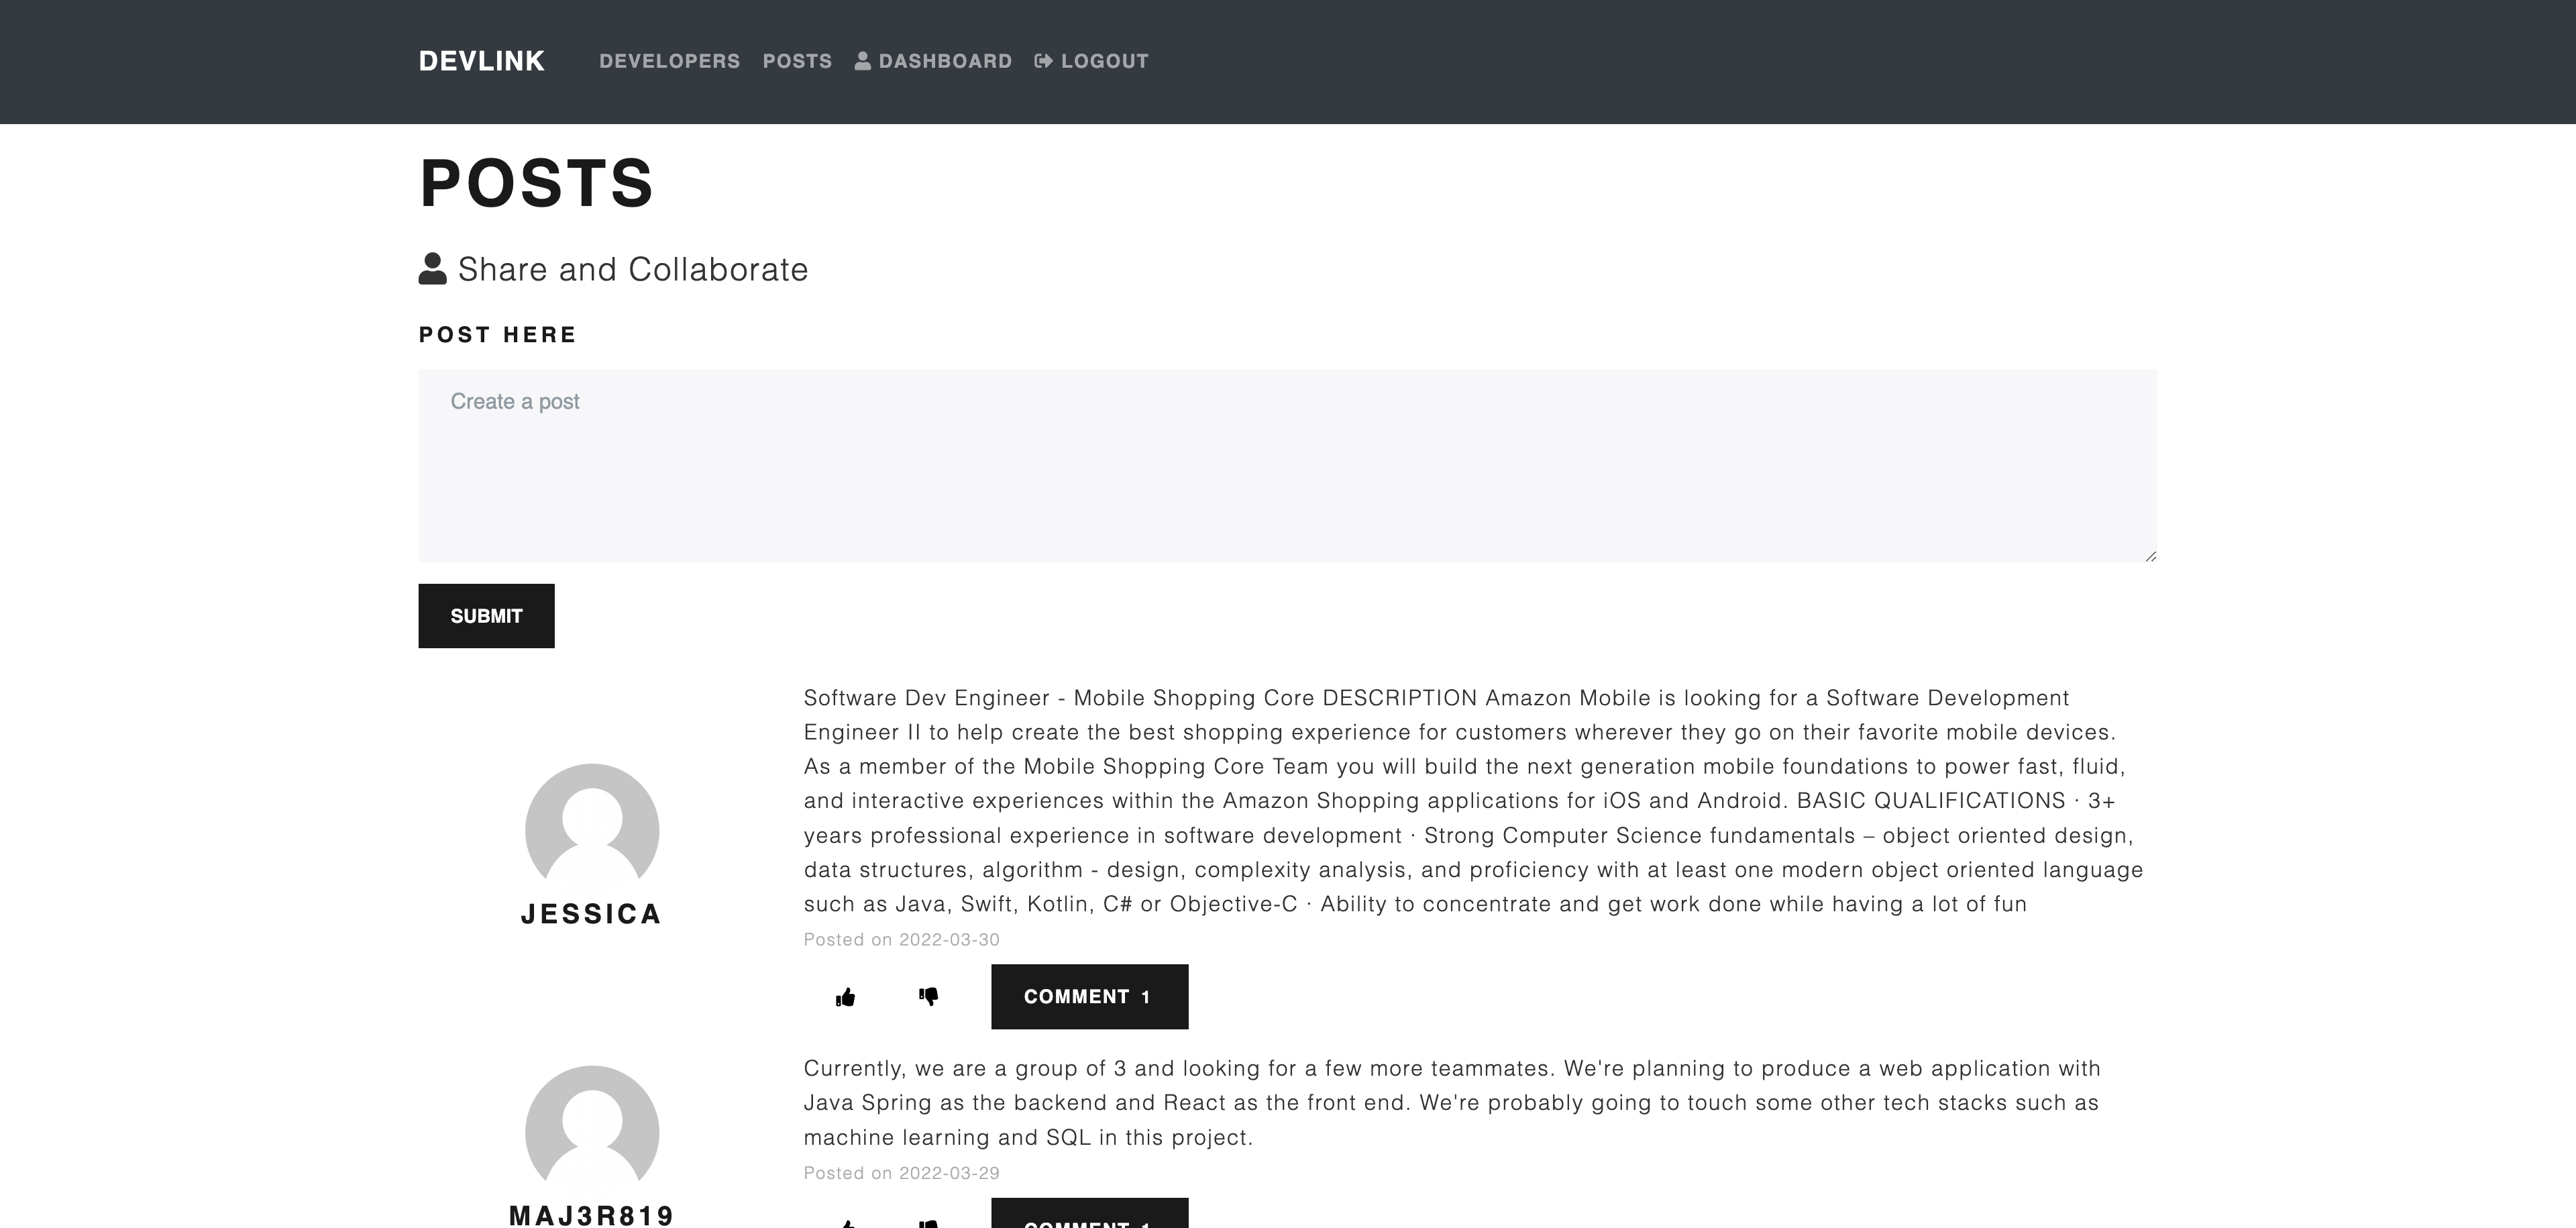 DEVLINK DEVELOPERS POSTS DASHBOARD LOGOUT
POSTS
Share and Collaborate
POST HERE
Create a post
SUBMIT
Software Dev Engineer - Mobile Shopping Core DESCRIPTION Amazon Mobile is looking for a Software Development
Engineer II to help create the best shopping experience for customers wherever they go on their favorite mobile devices.
As a member of the Mobile Shopping Core Team you will build the next generation mobile foundations to power fast, fluid,
and interactive experiences within the Amazon Shopping applications for iOS and Android. BASIC QUALIFICATIONS · 3+
years professional experience in software development · Strong Computer Science fundamentals – object oriented design,
data structures, algorithm - design, complexity analysis, and proficiency with at least one modern object oriented language
such as Java, Swift, Kotlin, C# or Objective-C · Ability to concentrate and get work done while having a lot of fun
JESSICA
Posted on 2022-03-30
COMMENT 1
Currently, we are a group of 3 and looking for a few more teammates. We're planning to produce a web application with
Java Spring as the backend and React as the front end. We're probably going to touch some other tech stacks such as
machine learning and SQL in this project.
Posted on 2022-03-29
MAJ3R819
COMMENT 1